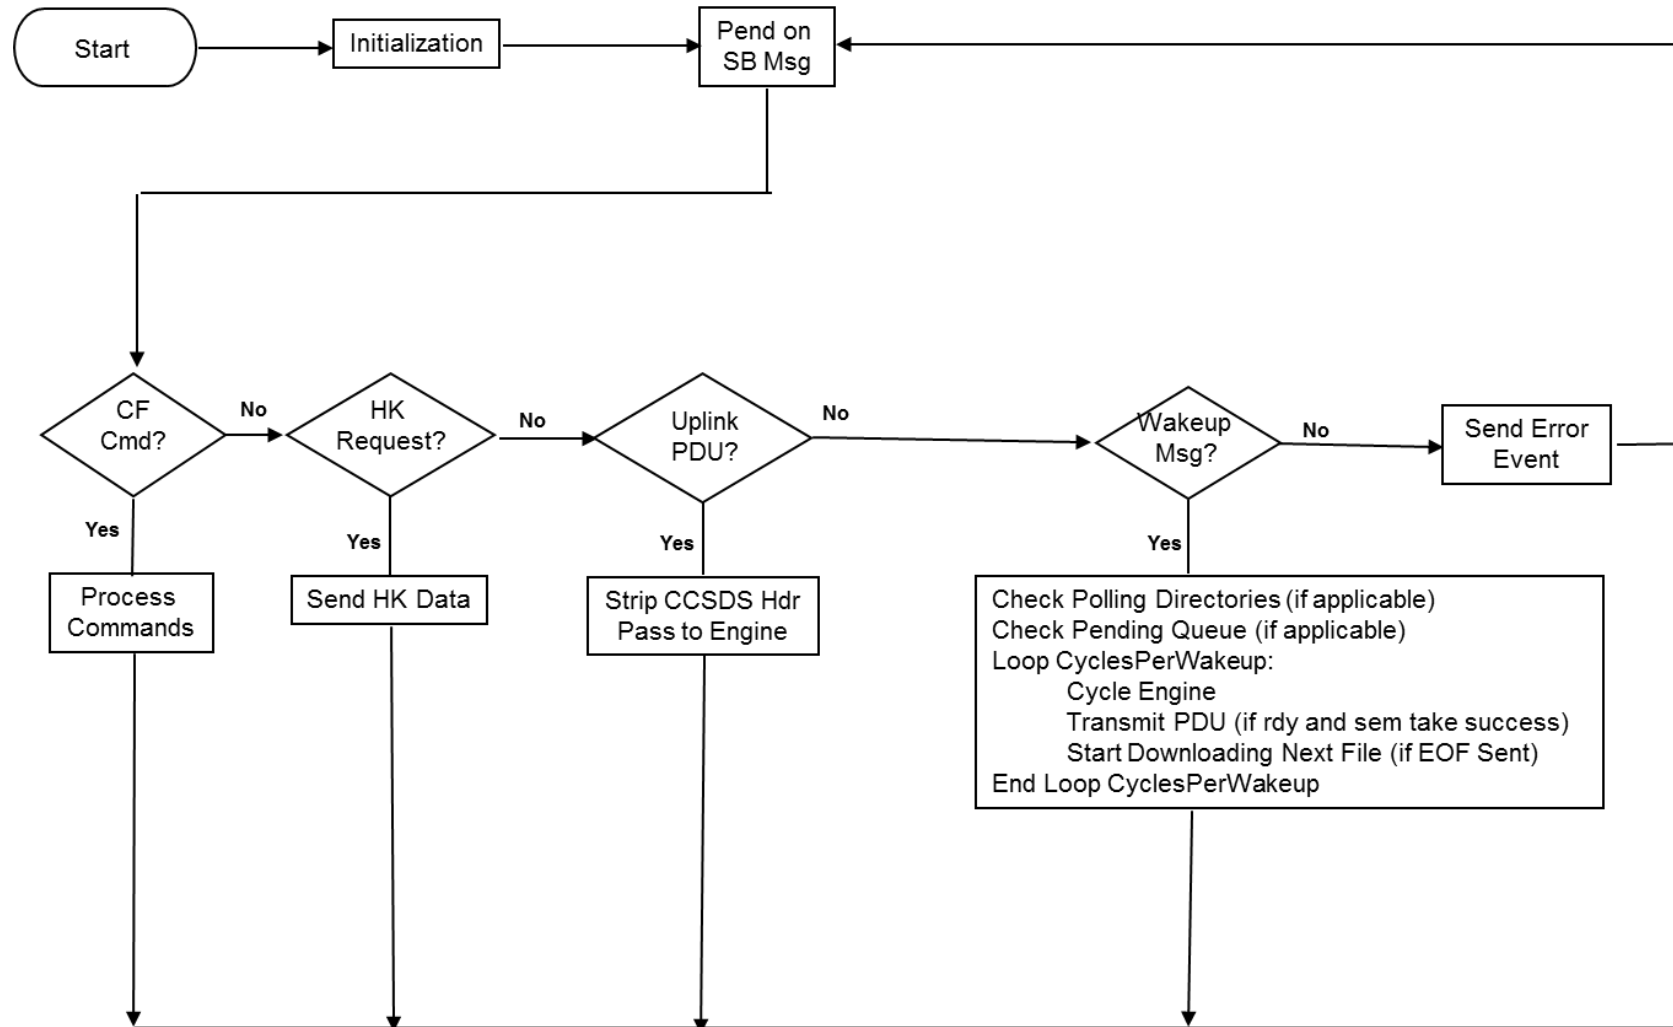 Start
Initialization
Pend on
SB Msg
CF
Cmd?
No
HK
Request?
No
Uplink
PDU?
No
Wakeup
Msg?
No
Send Error
Event
Yes
Yes
Yes
Yes
Process
Commands
Send HK Data
Strip CCSDS Hdr
Pass to Engine
Check Polling Directories (if applicable)
Check Pending Queue (if applicable)
Loop CyclesPerWakeup:
Cycle Engine
Transmit PDU (if rdy and sem take success)
Start Downloading Next File (if EOF Sent)
End Loop CyclesPerWakeup